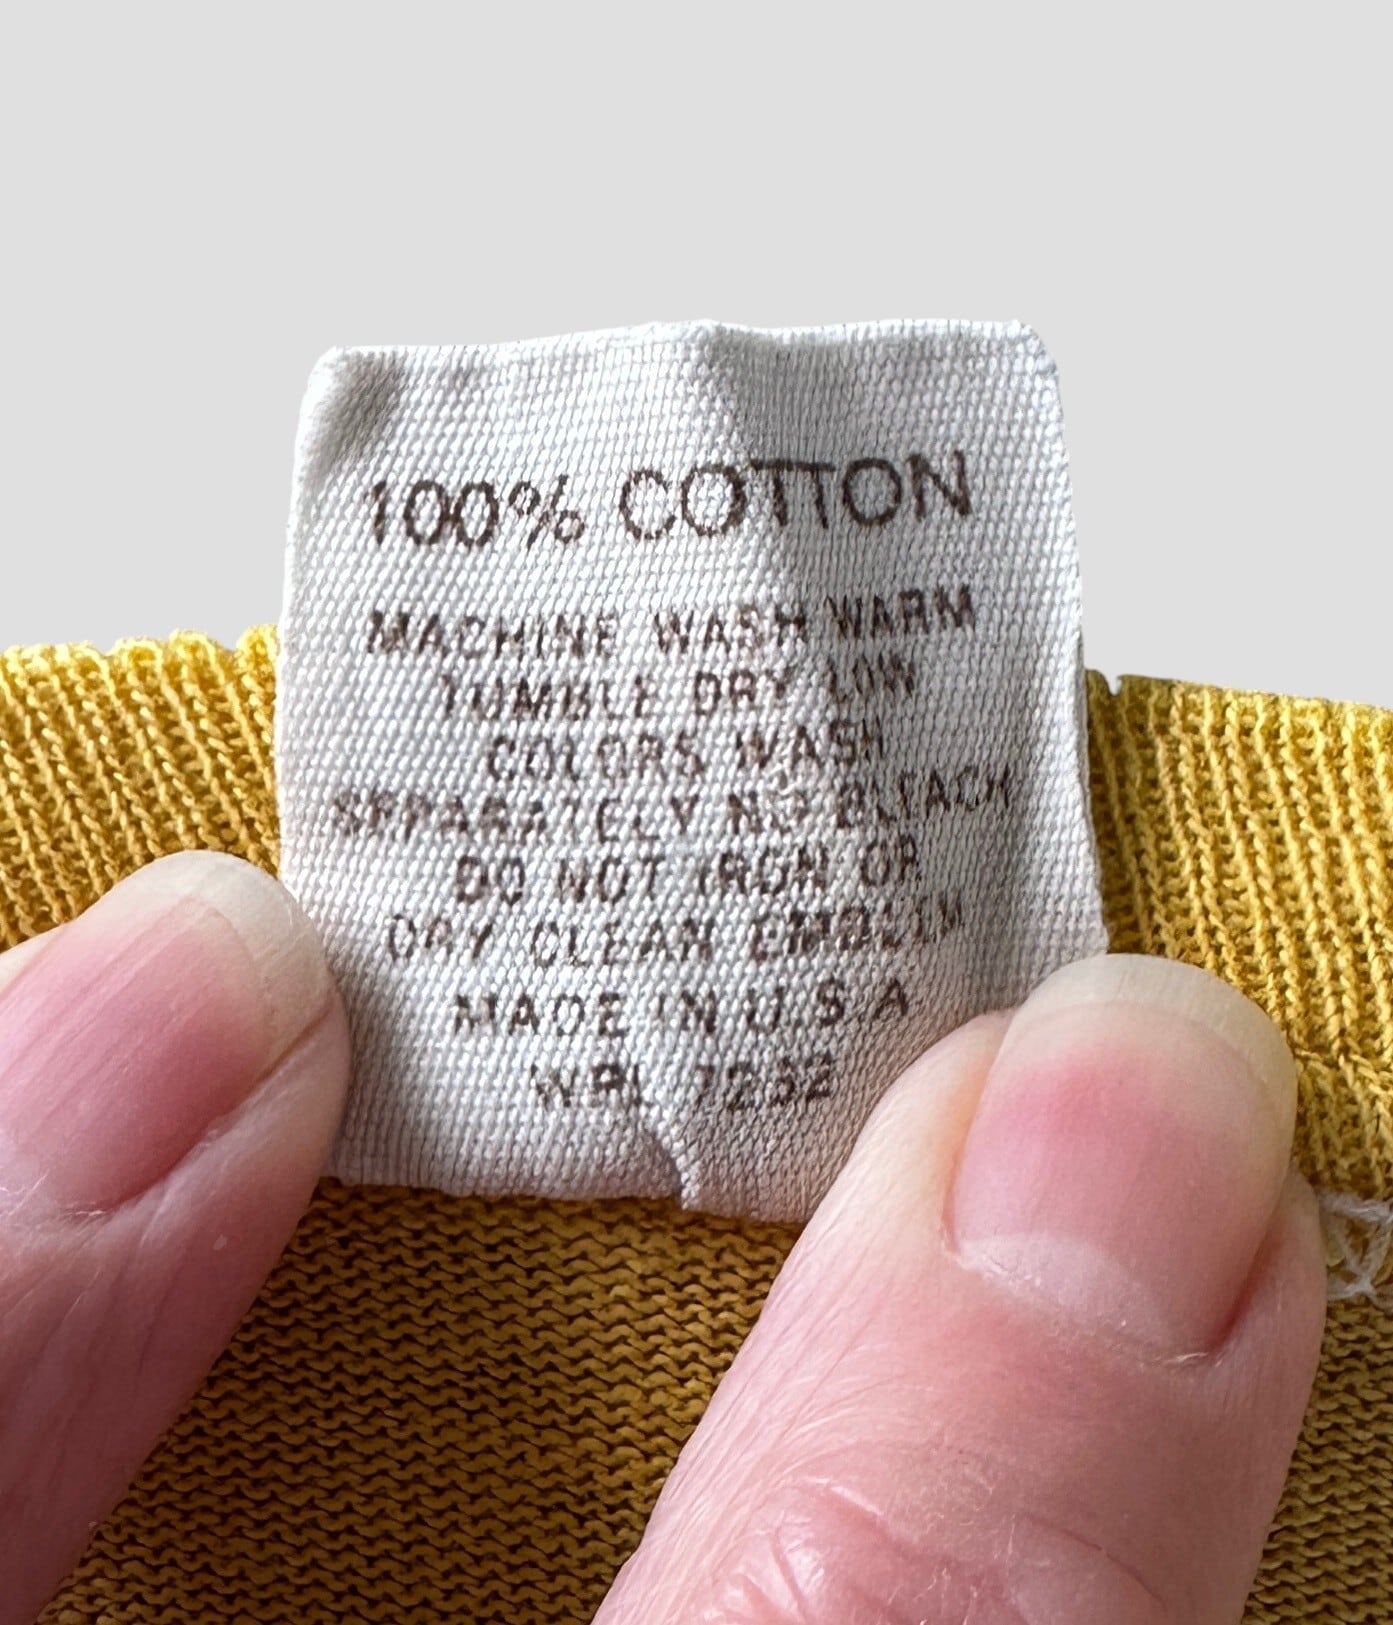 100% COTTON
MACHINE WASH WARM
TUMBLE DRY LOW
COLORS WASH
SEPARATELY NO BLEACH
DO NOT IRON OR
DRY CLEAN EMBLEM
MADE IN U.S.A
WPL 7232